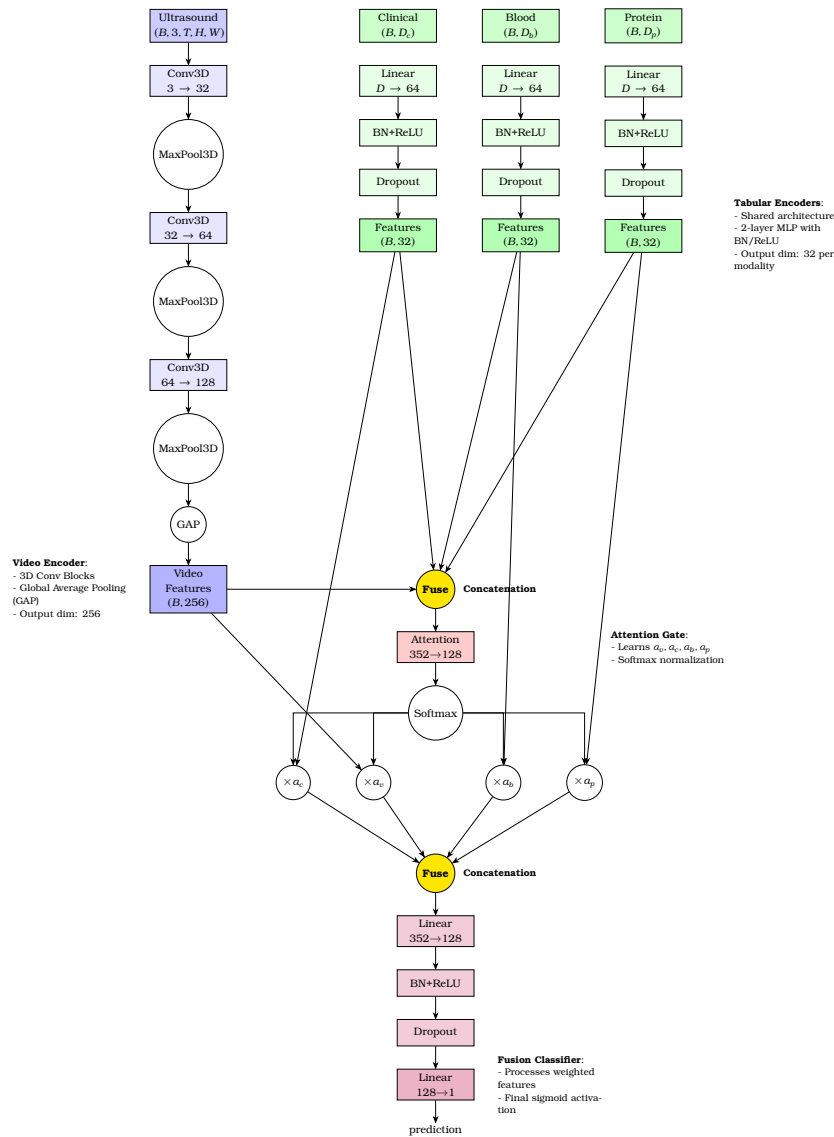 Ultrasound
(B, 3, T, H, W)
Clinical
(B, D_c)
Blood
(B, D_b)
Protein
(B, D_p)
Conv3D
3 → 32
Linear
D → 64
Linear
D → 64
Linear
D → 64
BN+ReLU
BN+ReLU
BN+ReLU
MaxPool3D
Dropout
Dropout
Dropout
Conv3D
32 → 64
Features
(B, 32)
Features
(B, 32)
Features
(B, 32)
Tabular Encoders:
- Shared architecture
- 2-layer MLP with
BN/ReLU
- Output dim: 32 per
modality
MaxPool3D
Conv3D
64 → 128
MaxPool3D
GAP
Video Encoder:
- 3D Conv Blocks
- Global Average Pooling
(GAP)
- Output dim: 256
Video
Features
(B, 256)
Fuse
Concatenation
Attention
352→128
Attention Gate:
- Learns a_v, a_c, a_b, a_p
- Softmax normalization
Softmax
×a_c
×a_v
×a_b
×a_p
Fuse
Concatenation
Linear
352→128
BN+ReLU
Dropout
Linear
128→1
Fusion Classifier:
- Processes weighted
features
- Final sigmoid activa-
tion
prediction